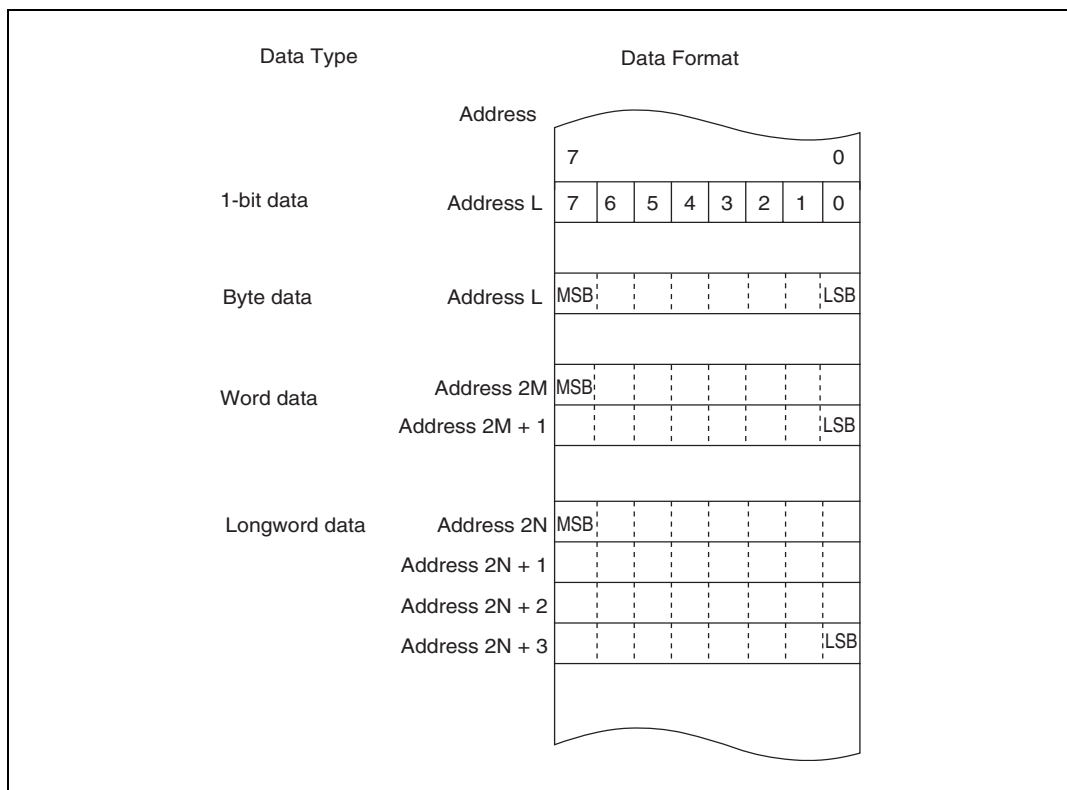 Data Type Data Format
Address
7 0
1-bit data Address L 7 6 5 4 3 2 1 0
Byte data Address L MSB LSB
Word data Address 2M MSB
Address 2M + 1 LSB
Longword data Address 2N MSB
Address 2N + 1
Address 2N + 2
Address 2N + 3 LSB